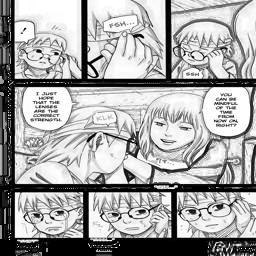 !
FSH...
SSH
I JUST
HOPE
THAT THE
LENSES
ARE THE
CORRECT
STRENGTH.
KLK
YOU
CAN BE
MINDFUL
OF THE
TIME
FROM
NOW ON,
RIGHT?